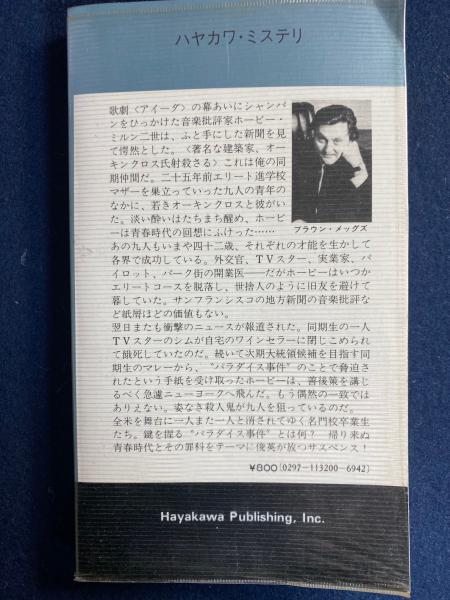 ハヤカワ・ミステリ
歌劇〈アイーダ〉の幕あいにシャンパ
ンをひっかけた音楽批評家ホービー・
ミルン二世は、ふと手にした新聞を見
て愕然とした。〈著名な建築家、オー
キンクロス氏射殺さる〉これは俺の同
期仲間だ。二十五年前エリート進学校
マザーを巣立っていった九人の青年の
なかに、若きオーキンクロスと彼がい
た。淡い酔いはたちまち醒め、ホービ
ーは青春時代の回想にふけった……
ブラウン・メッグズ
あの九人もいまや四十二歳、それぞれの才能を生かして
各界で成功している。外交官、TVスター、実業家、パ
イロット、パーク街の開業医――だがホービーはいつか
エリートコースを脱落し、世捨人のように旧友を避けて
暮していた。サンフランシスコの地方新聞の音楽批評な
ど紙屑ほどの価値もない。
翌日またも衝撃のニュースが報道された。同期生の一人
TVスターのシムが自宅のワインセラーに閉じこめられ
て餓死していたのだ。続いて次期大統領候補を目指す同
期生のマレーから、〝パラダイス事件〟のことで脅迫さ
れたという手紙を受け取ったホービーは、善後策を講じ
るべく急遽ニューヨークへ飛んだ。もう偶然の一致では
ありえない。姿なき殺人鬼が九人を狙っているのだ。
全米を舞台に一人また一人と消されてゆく名門校卒業生
たち。鍵を握る〝パラダイス事件〟とは何？　帰り来ぬ
青春時代とその罪科をテーマに俊英が放つサスペンス！
￥800(0297-113200-6942)
Hayakawa Publishing, Inc.